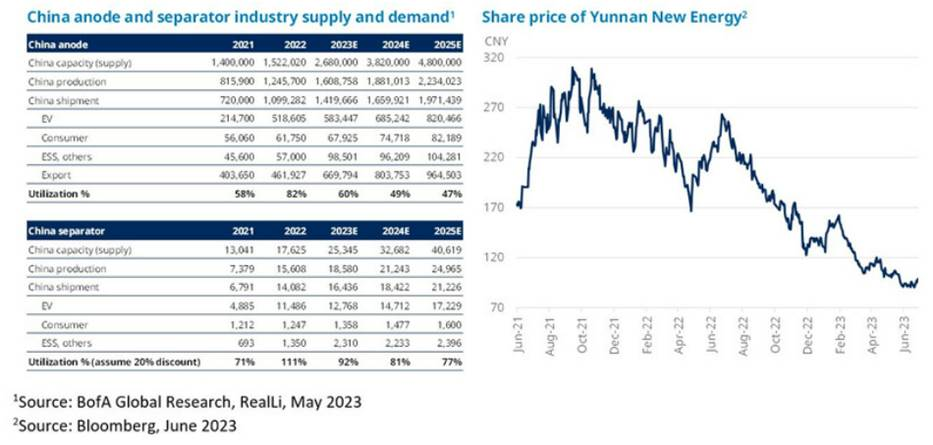 China anode and separator industry supply and demand¹
China anode 2021 2022 2023E 2024E 2025E
China capacity (supply) 1,400,000 1,522,020 2,680,000 3,820,000 4,800,000
China production 815,900 1,245,700 1,608,758 1,881,013 2,234,023
China shipment 720,000 1,099,282 1,419,666 1,659,921 1,971,439
EV 214,700 518,605 583,447 685,242 820,466
Consumer 56,060 61,750 67,925 74,718 82,189
ESS, others 45,600 57,000 98,501 96,209 104,281
Export 403,650 461,927 669,794 803,753 964,503
Utilization % 58% 82% 60% 49% 47%
China separator 2021 2022 2023E 2024E 2025E
China capacity (supply) 13,041 17,625 25,345 32,682 40,619
China production 7,379 15,608 18,580 21,243 24,965
China shipment 6,791 14,082 16,436 18,422 21,226
EV 4,885 11,486 12,768 14,712 17,229
Consumer 1,212 1,247 1,358 1,477 1,600
ESS, others 693 1,350 2,310 2,233 2,396
Utilization % (assume 20% discount) 71% 111% 92% 81% 77%
Share price of Yunnan New Energy²
CNY
320
270
220
170
120
70
Jun-21 Aug-21 Oct-21 Dec-21 Feb-22 Apr-22 Jun-22 Aug-22 Oct-22 Dec-22 Feb-23 Apr-23 Jun-23
¹Source: BofA Global Research, RealLi, May 2023
²Source: Bloomberg, June 2023